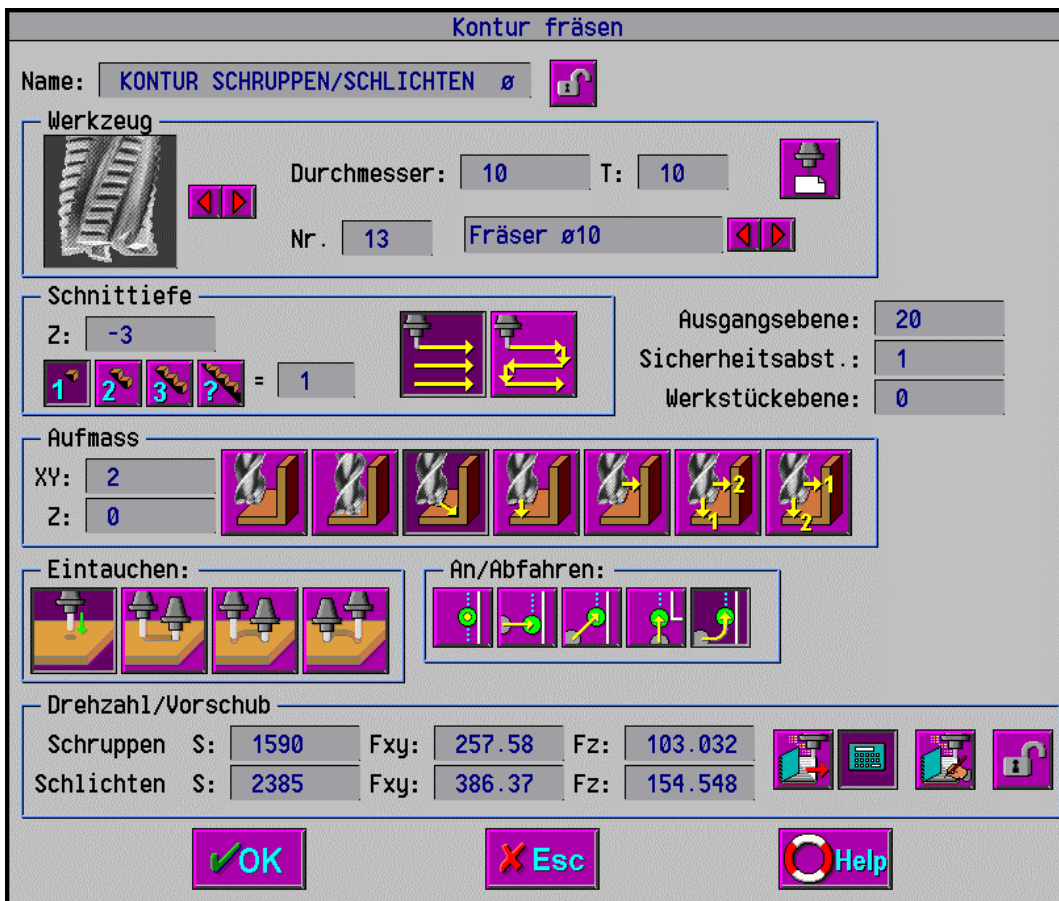 Kontur fräsen
Name: KONTUR SCHRUPPEN/SCHLICHTEN ø
Werkzeug
Durchmesser: 10 T: 10
Nr. 13 Fräser ø10
Schnittiefe
Z: -3
1 2 3 ? = 1
Ausgangsebene: 20
Sicherheitsabst.: 1
Werkstückebene: 0
Aufmass
XY: 2
Z: 0
2 1 1 2
Eintauchen:
An/Abfahren:
Drehzahl/Vorschub
Schruppen S: 1590 Fxy: 257.58 Fz: 103.032
Schlichten S: 2385 Fxy: 386.37 Fz: 154.548
OK Esc Help